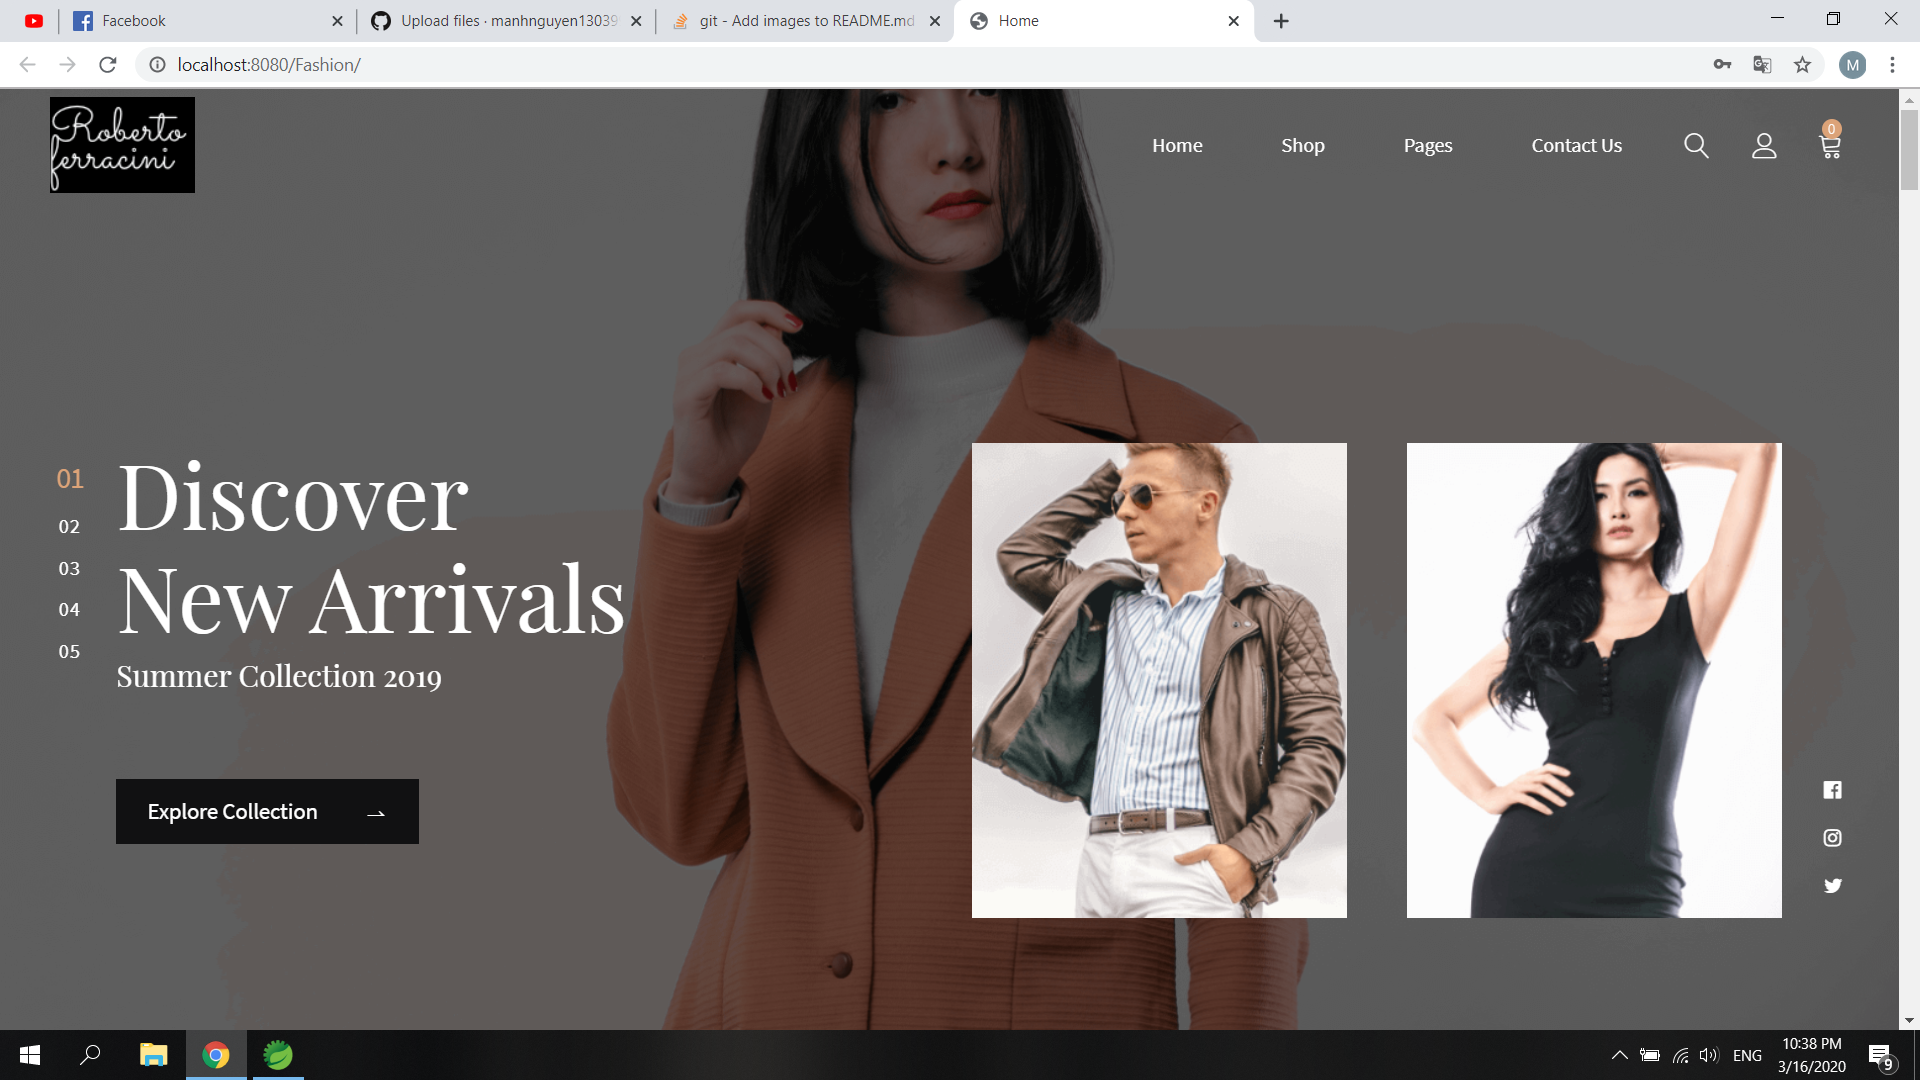 Facebook
Upload files · manhnguyen13039
git - Add images to README.md
Home
localhost:8080/Fashion/
M
Roberto
ferracini
Home
Shop
Pages
Contact Us
0
01
02
03
04
05
Discover
New Arrivals
Summer Collection 2019
Explore Collection
ENG
10:38 PM
3/16/2020
9